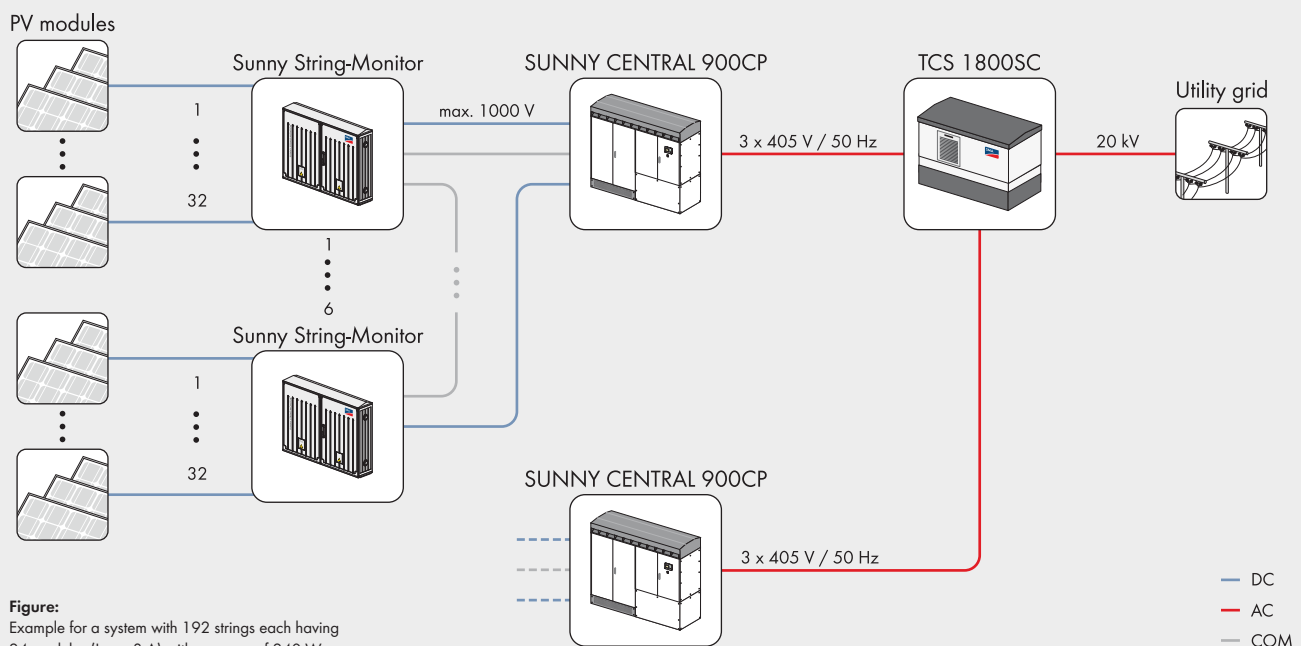 PV modules
Sunny String-Monitor
SUNNY CENTRAL 900CP
TCS 1800SC
Utility grid
1
32
max. 1000 V
3 x 405 V / 50 Hz
20 kV
1
6
Sunny String-Monitor
1
32
SUNNY CENTRAL 900CP
3 x 405 V / 50 Hz
DC
AC
COM
Figure:
Example for a system with 192 strings each having